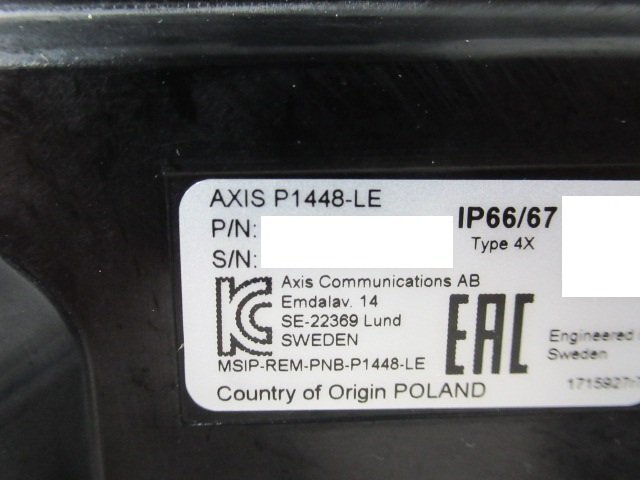 AXIS P1448-LE
P/N:
S/N:
IP66/67
Type 4X
Axis Communications AB
Emdalav. 14
SE-22369 Lund
SWEDEN
MSIP-REM-PNB-P1448-LE
EAC
Engineered
Sweden
Country of Origin POLAND